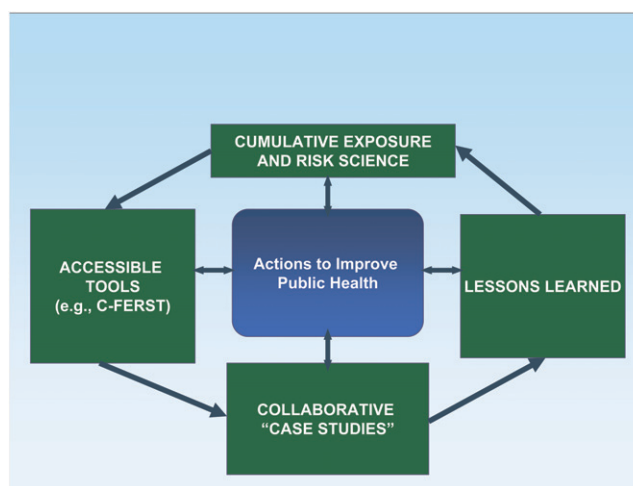 CUMULATIVE EXPOSURE
AND RISK SCIENCE
ACCESSIBLE
TOOLS
(e.g., C-FERST)
Actions to Improve
Public Health
LESSONS LEARNED
COLLABORATIVE
“CASE STUDIES”